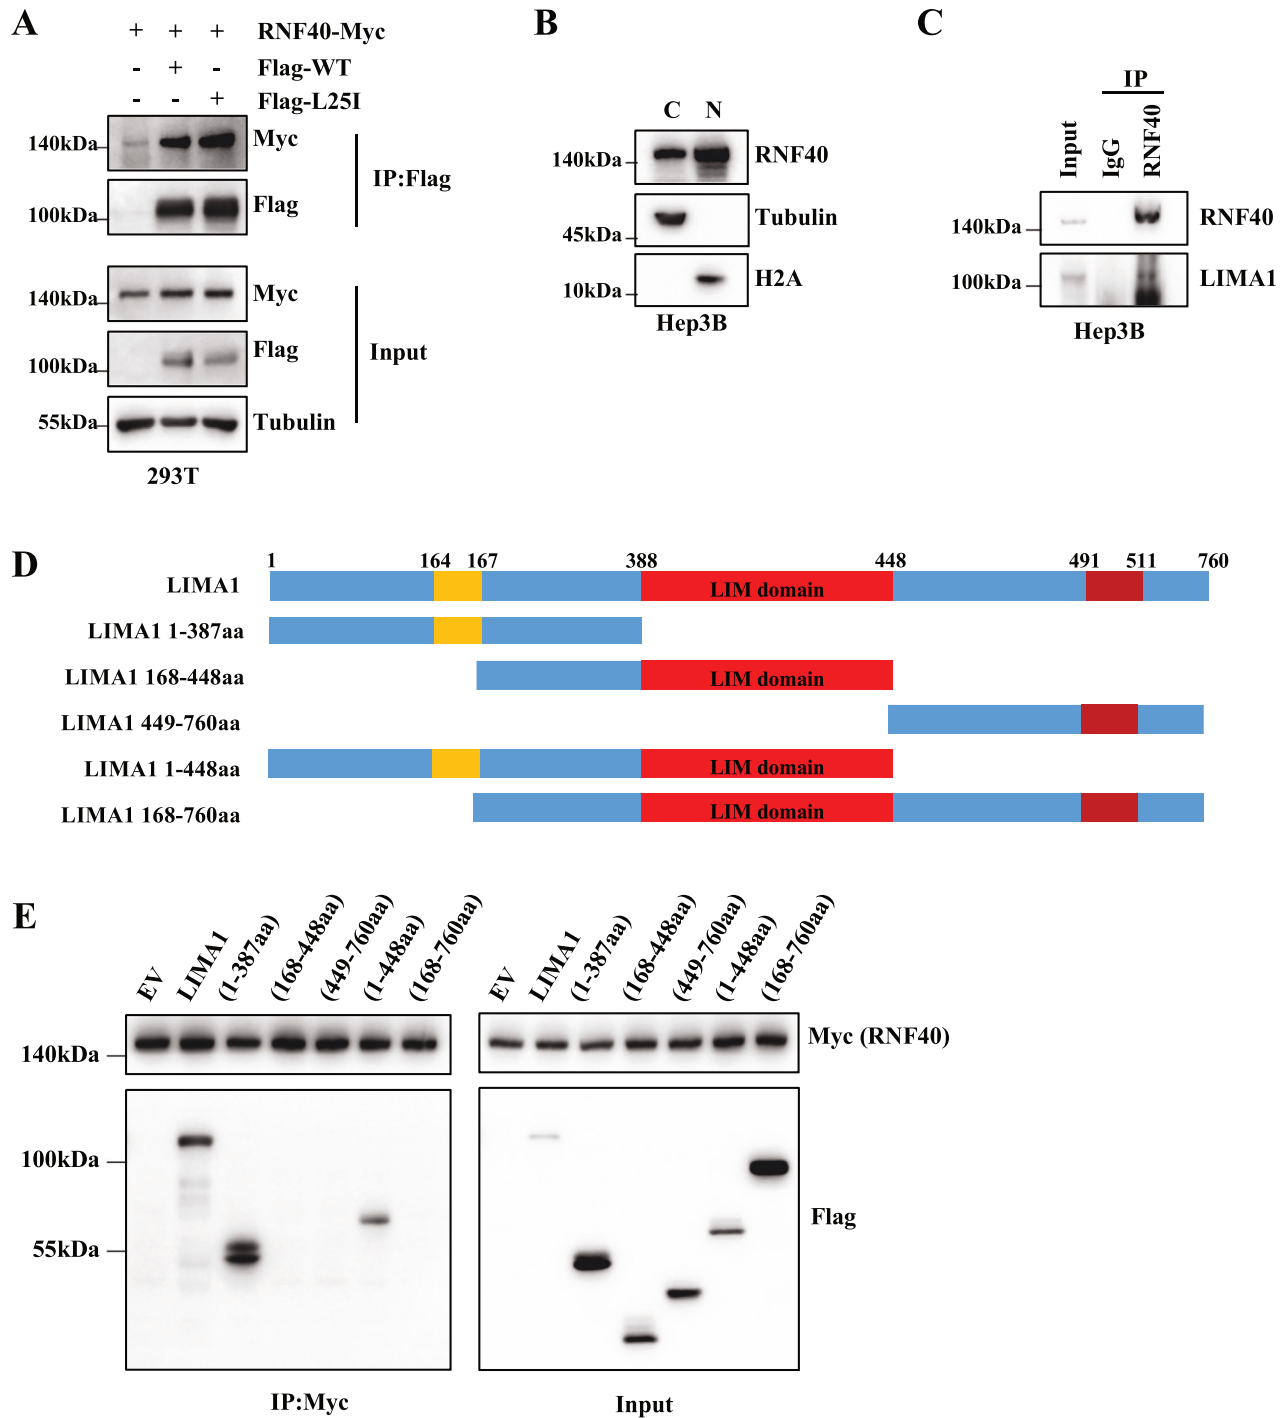 A
+ + + RNF40-Myc
- + - Flag-WT
- - + Flag-L25I
140kDa Myc
100kDa Flag
IP:Flag
140kDa Myc
100kDa Flag
55kDa Tubulin
Input
293T
B
C N
140kDa RNF40
45kDa Tubulin
10kDa H2A
Hep3B
C
IP
Input IgG RNF40
140kDa RNF40
100kDa LIMA1
Hep3B
D
1 164 167 388 448 491 511 760
LIMA1 LIM domain
LIMA1 1-387aa
LIMA1 168-448aa LIM domain
LIMA1 449-760aa
LIMA1 1-448aa LIM domain
LIMA1 168-760aa LIM domain
E
EV LIMA1 (1-387aa) (168-448aa) (449-760aa) (1-448aa) (168-760aa)
EV LIMA1 (1-387aa) (168-448aa) (449-760aa) (1-448aa) (168-760aa)
140kDa Myc (RNF40)
100kDa
55kDa
Flag
IP:Myc Input